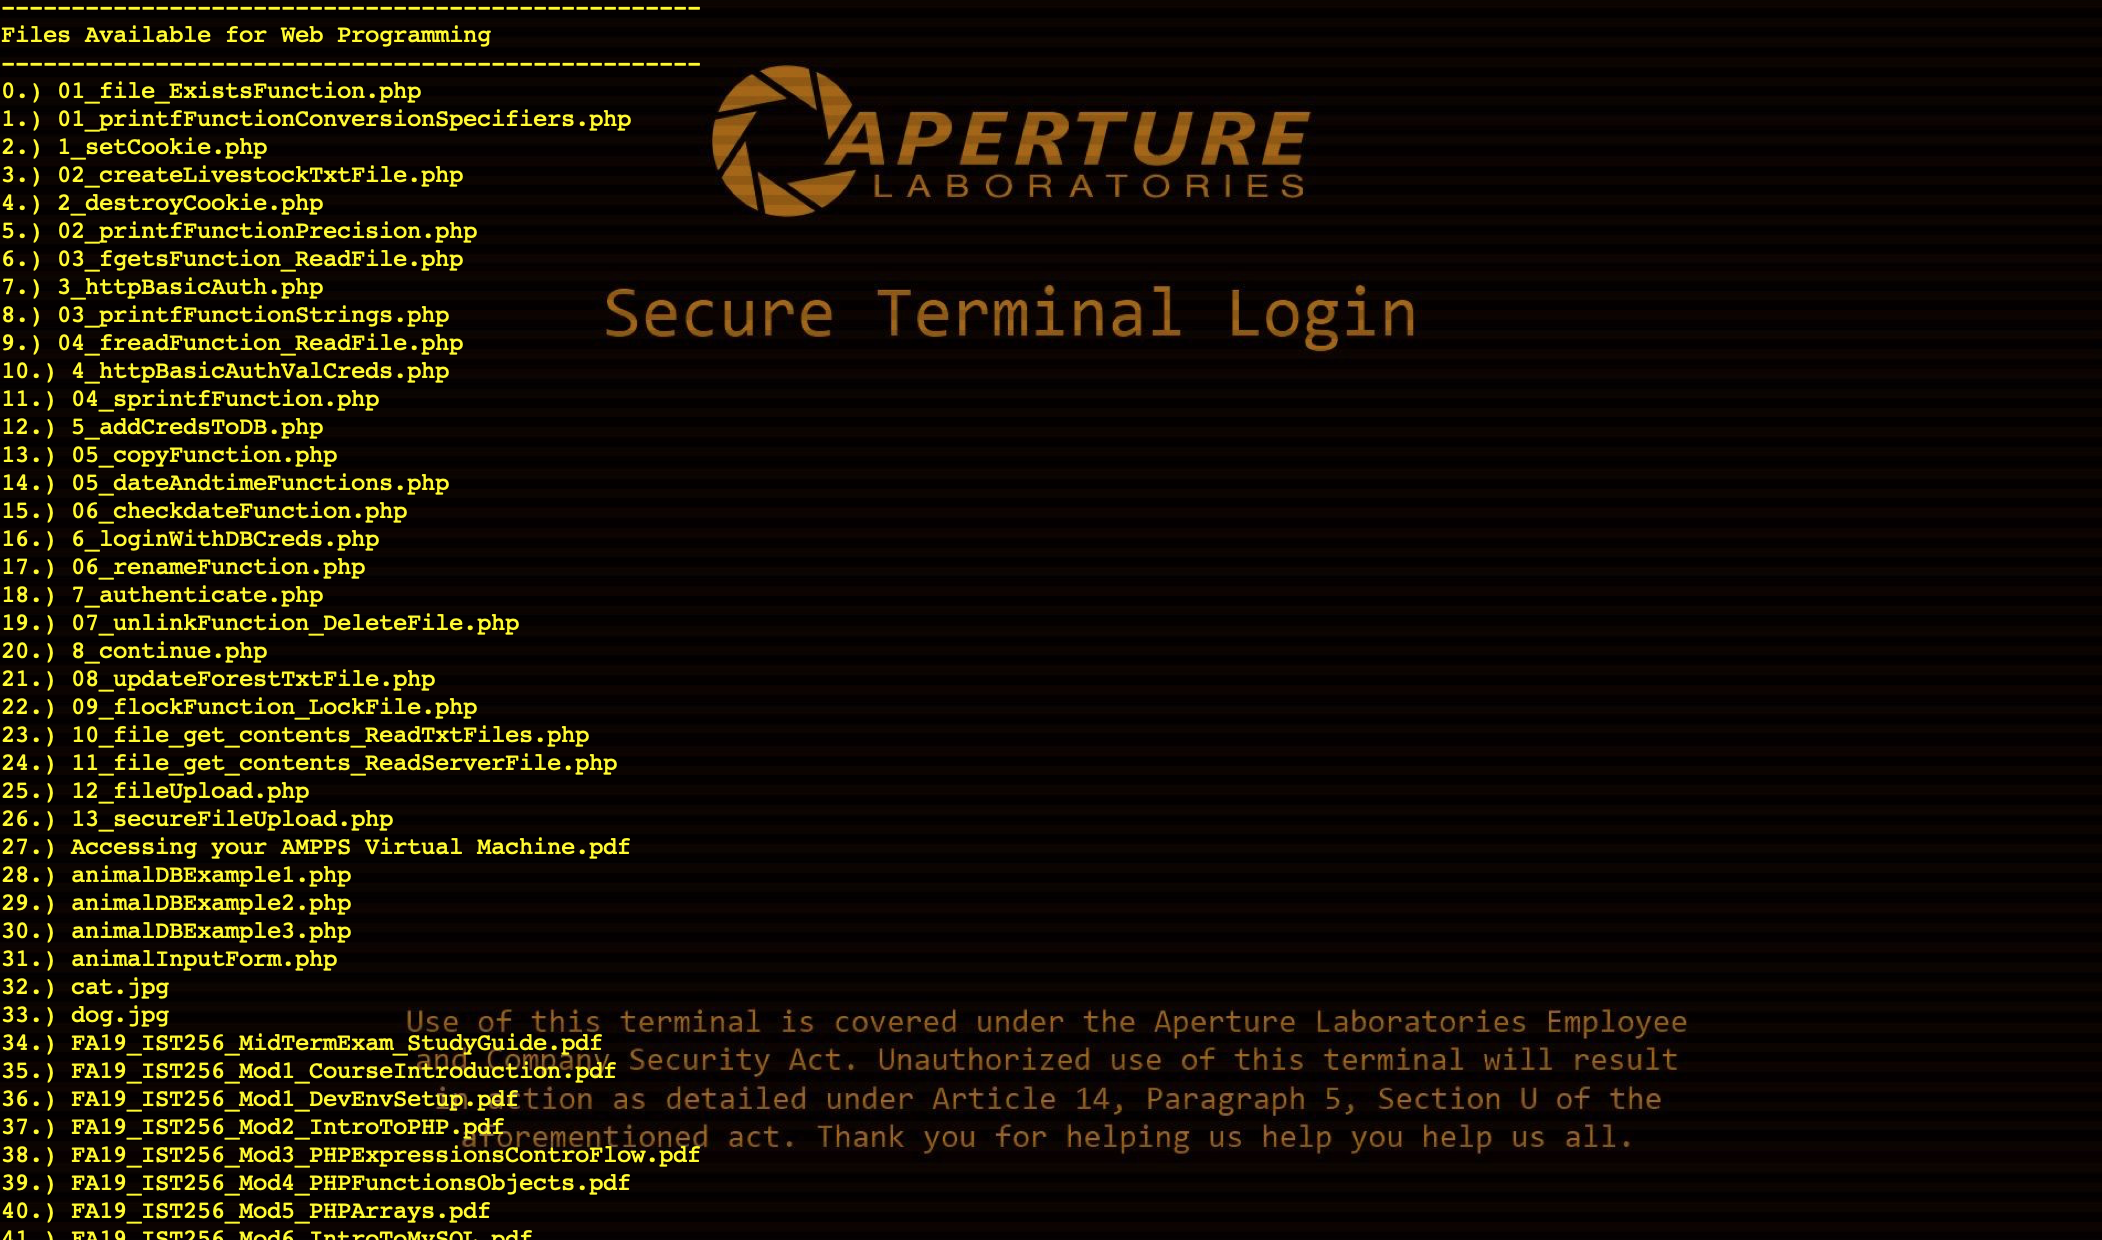 --------------------------------------------------
Files Available for Web Programming
--------------------------------------------------
0.) 01_file_ExistsFunction.php
1.) 01_printfFunctionConversionSpecifiers.php
2.) 1_setCookie.php
3.) 02_createLivestockTxtFile.php
4.) 2_destroyCookie.php
5.) 02_printfFunctionPrecision.php
6.) 03_fgetsFunction_ReadFile.php
7.) 3_httpBasicAuth.php
8.) 03_printfFunctionStrings.php
9.) 04_freadFunction_ReadFile.php
10.) 4_httpBasicAuthValCreds.php
11.) 04_sprintfFunction.php
12.) 5_addCredsToDB.php
13.) 05_copyFunction.php
14.) 05_dateAndtimeFunctions.php
15.) 06_checkdateFunction.php
16.) 6_loginWithDBCreds.php
17.) 06_renameFunction.php
18.) 7_authenticate.php
19.) 07_unlinkFunction_DeleteFile.php
20.) 8_continue.php
21.) 08_updateForestTxtFile.php
22.) 09_flockFunction_LockFile.php
23.) 10_file_get_contents_ReadTxtFiles.php
24.) 11_file_get_contents_ReadServerFile.php
25.) 12_fileUpload.php
26.) 13_secureFileUpload.php
27.) Accessing your AMPPS Virtual Machine.pdf
28.) animalDBExample1.php
29.) animalDBExample2.php
30.) animalDBExample3.php
31.) animalInputForm.php
32.) cat.jpg
33.) dog.jpg
34.) FA19_IST256_MidTermExam_StudyGuide.pdf
35.) FA19_IST256_Mod1_CourseIntroduction.pdf
36.) FA19_IST256_Mod1_DevEnvSetup.pdf
37.) FA19_IST256_Mod2_IntroToPHP.pdf
38.) FA19_IST256_Mod3_PHPExpressionsControFlow.pdf
39.) FA19_IST256_Mod4_PHPFunctionsObjects.pdf
40.) FA19_IST256_Mod5_PHPArrays.pdf
41.) FA19_IST256_Mod6_IntroToMySQL.pdf
APERTURE
LABORATORIES
Secure Terminal Login
Use of this terminal is covered under the Aperture Laboratories Employee
and Company Security Act. Unauthorized use of this terminal will result
in action as detailed under Article 14, Paragraph 5, Section U of the
aforementioned act. Thank you for helping us help you help us all.